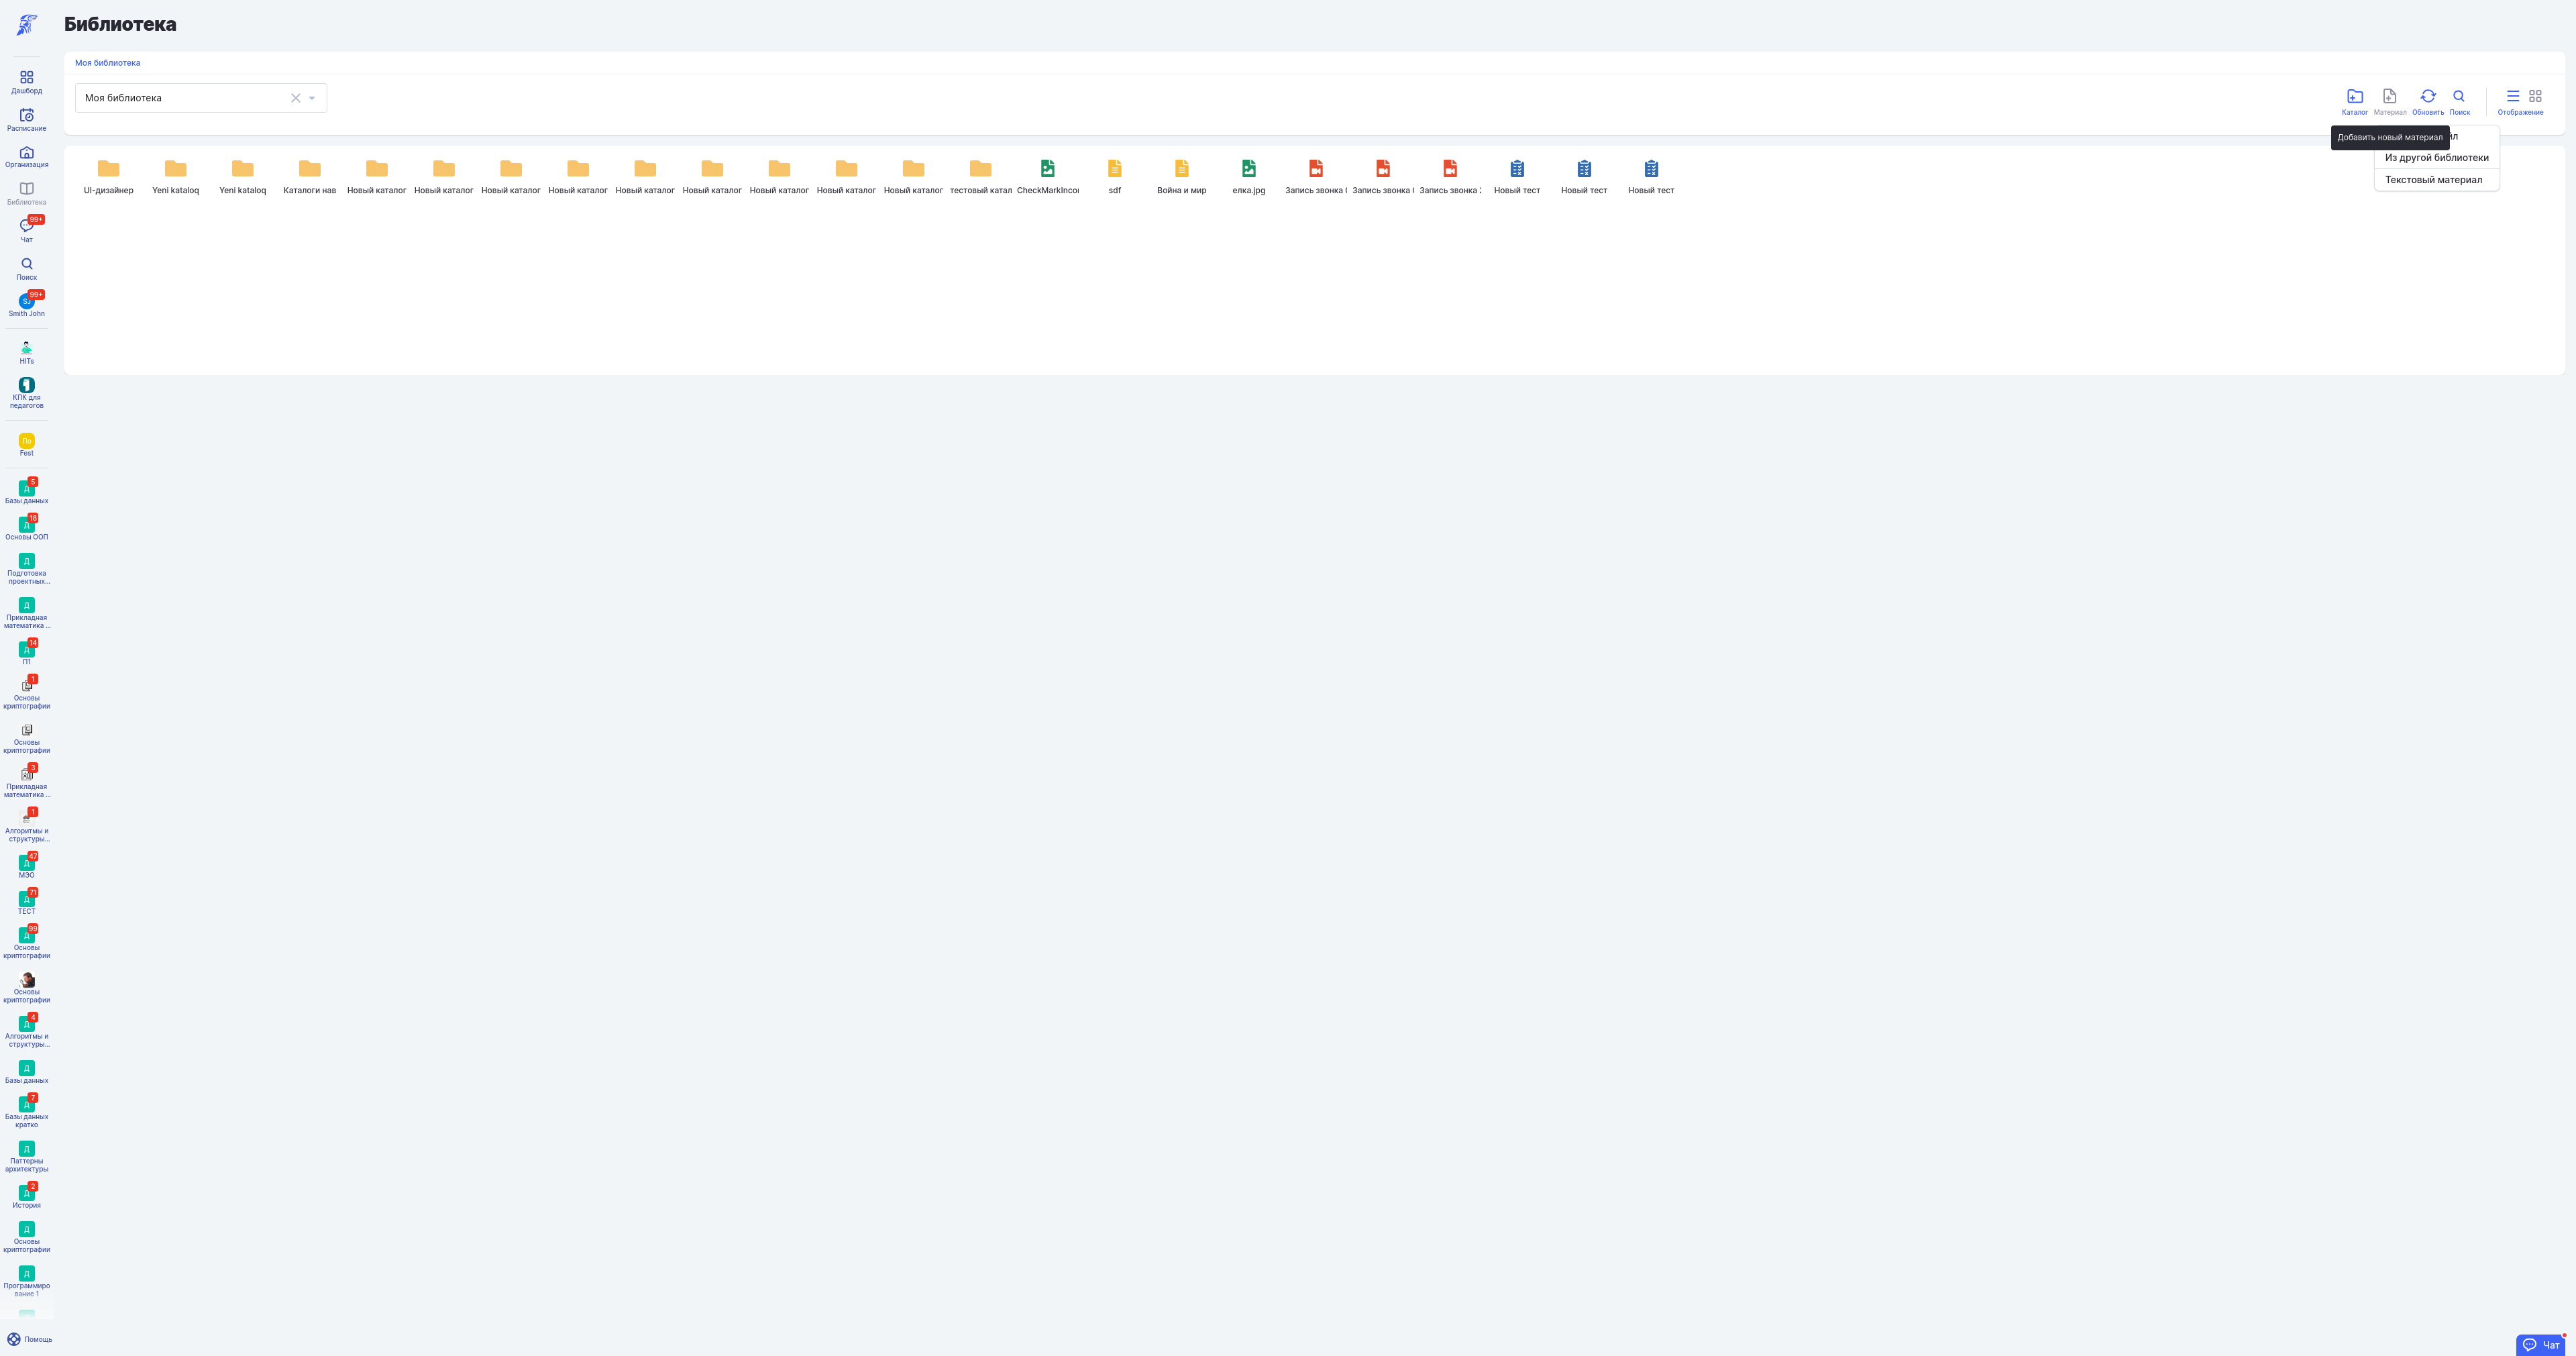 Библиотека
Моя библиотека
Моя библиотека
Каталог
Материал
Обновить
Поиск
Отображение
Добавить новый материал
Из другой библиотеки
Текстовый материал
UI-дизайнер
Yeni kataloq
Yeni kataloq
Каталоги нав
Новый каталог
Новый каталог
Новый каталог
Новый каталог
Новый каталог
Новый каталог
Новый каталог
Новый каталог
Новый каталог
тестовый катал
CheckMarkIncor
sdf
Война и мир
елка.jpg
Запись звонка
Запись звонка
Запись звонка
Новый тест
Новый тест
Новый тест
Дашборд
Расписание
Организация
Библиотека
99+
Чат
Поиск
99+
SJ
Smith John
HITs
КПК для
педагогов
По
Fest
5
Д
Базы данных
18
Д
Основы ООП
Д
Подготовка
проектных...
Д
Прикладная
математика ...
14
Д
П1
1
Основы
криптографии
Основы
криптографии
3
Прикладная
математика ...
1
Алгоритмы и
структуры...
47
Д
МЭО
71
Д
ТЕСТ
99
Д
Основы
криптографии
Основы
криптографии
4
Д
Алгоритмы и
структуры...
Д
Базы данных
7
Д
Базы данных
кратко
Д
Паттерны
архитектуры
2
Д
История
Д
Основы
криптографии
Д
Программиро
вание 1
Помощь
Чат